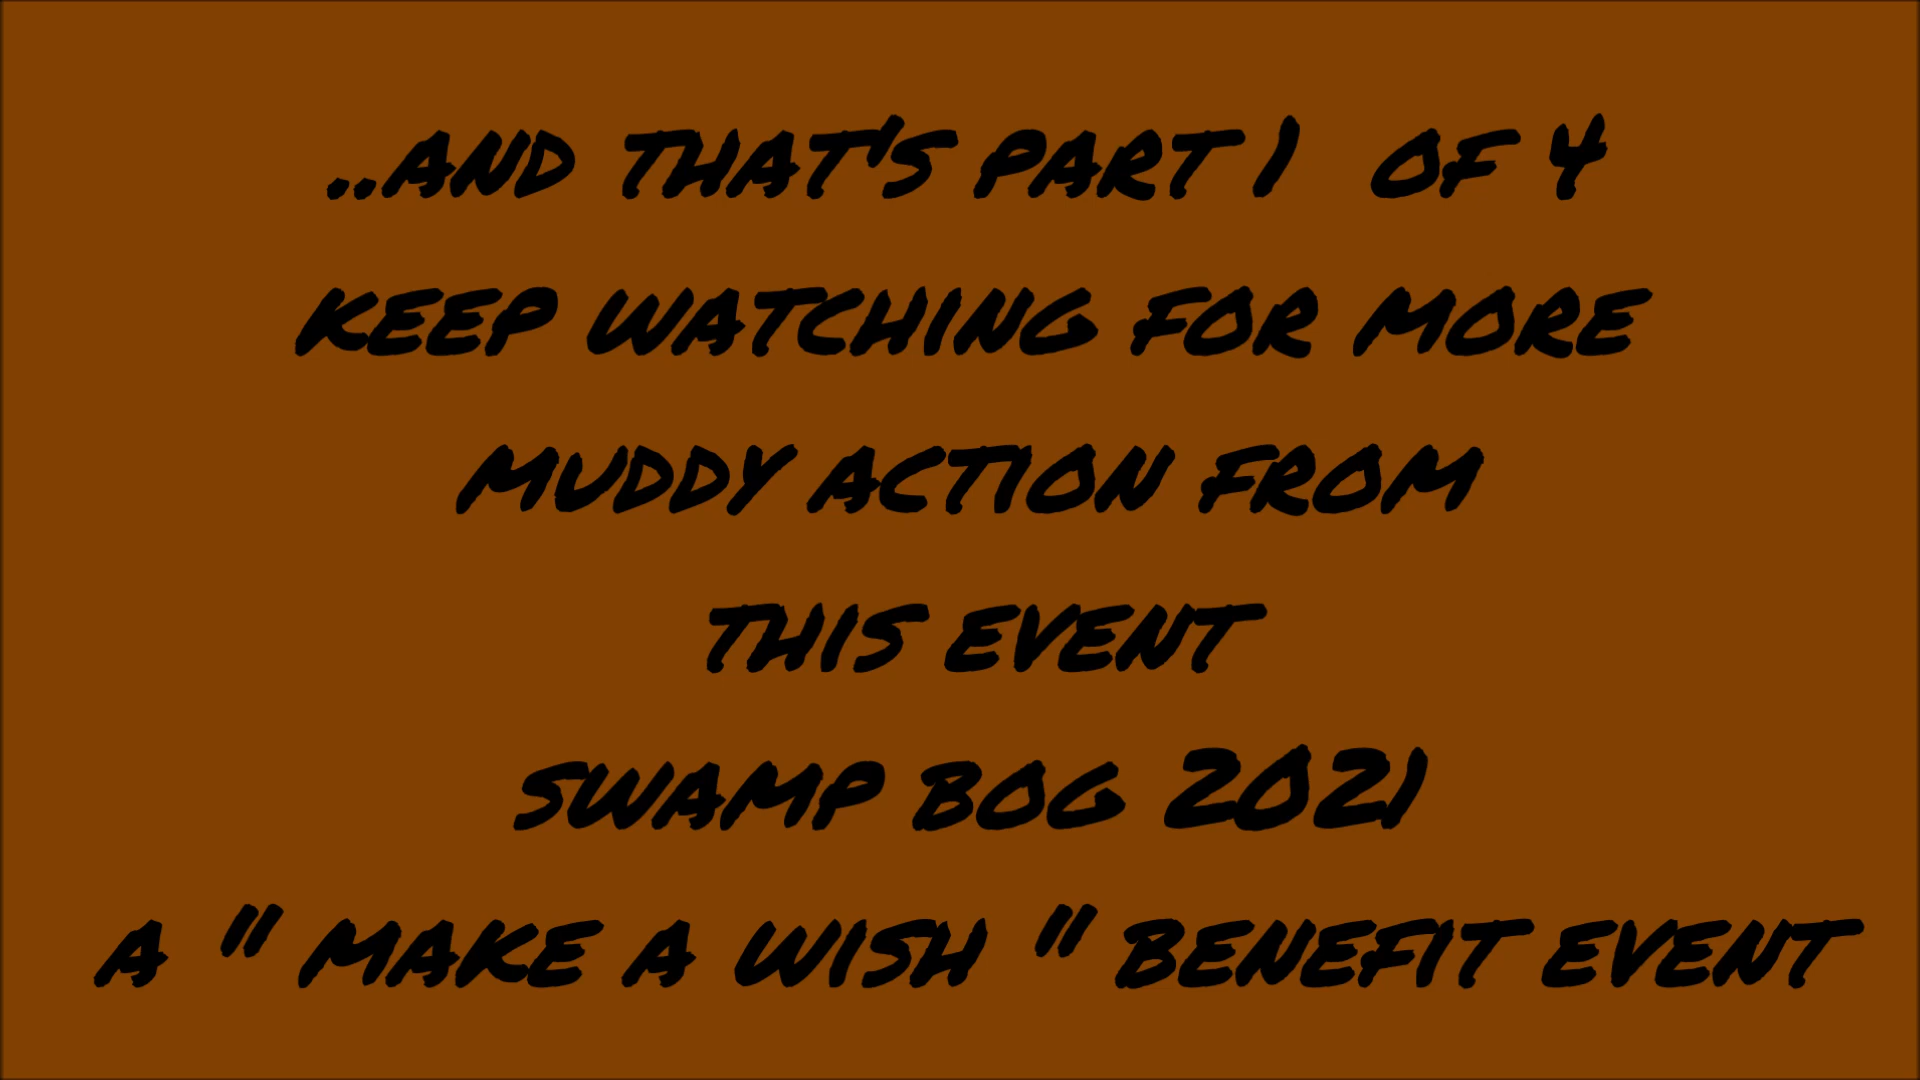 ..AND THAT'S PART 1 OF 4
KEEP WATCHING FOR MORE
MUDDY ACTION FROM
THIS EVENT
SWAMP BOG 2021
A " MAKE A WISH " BENEFIT EVENT